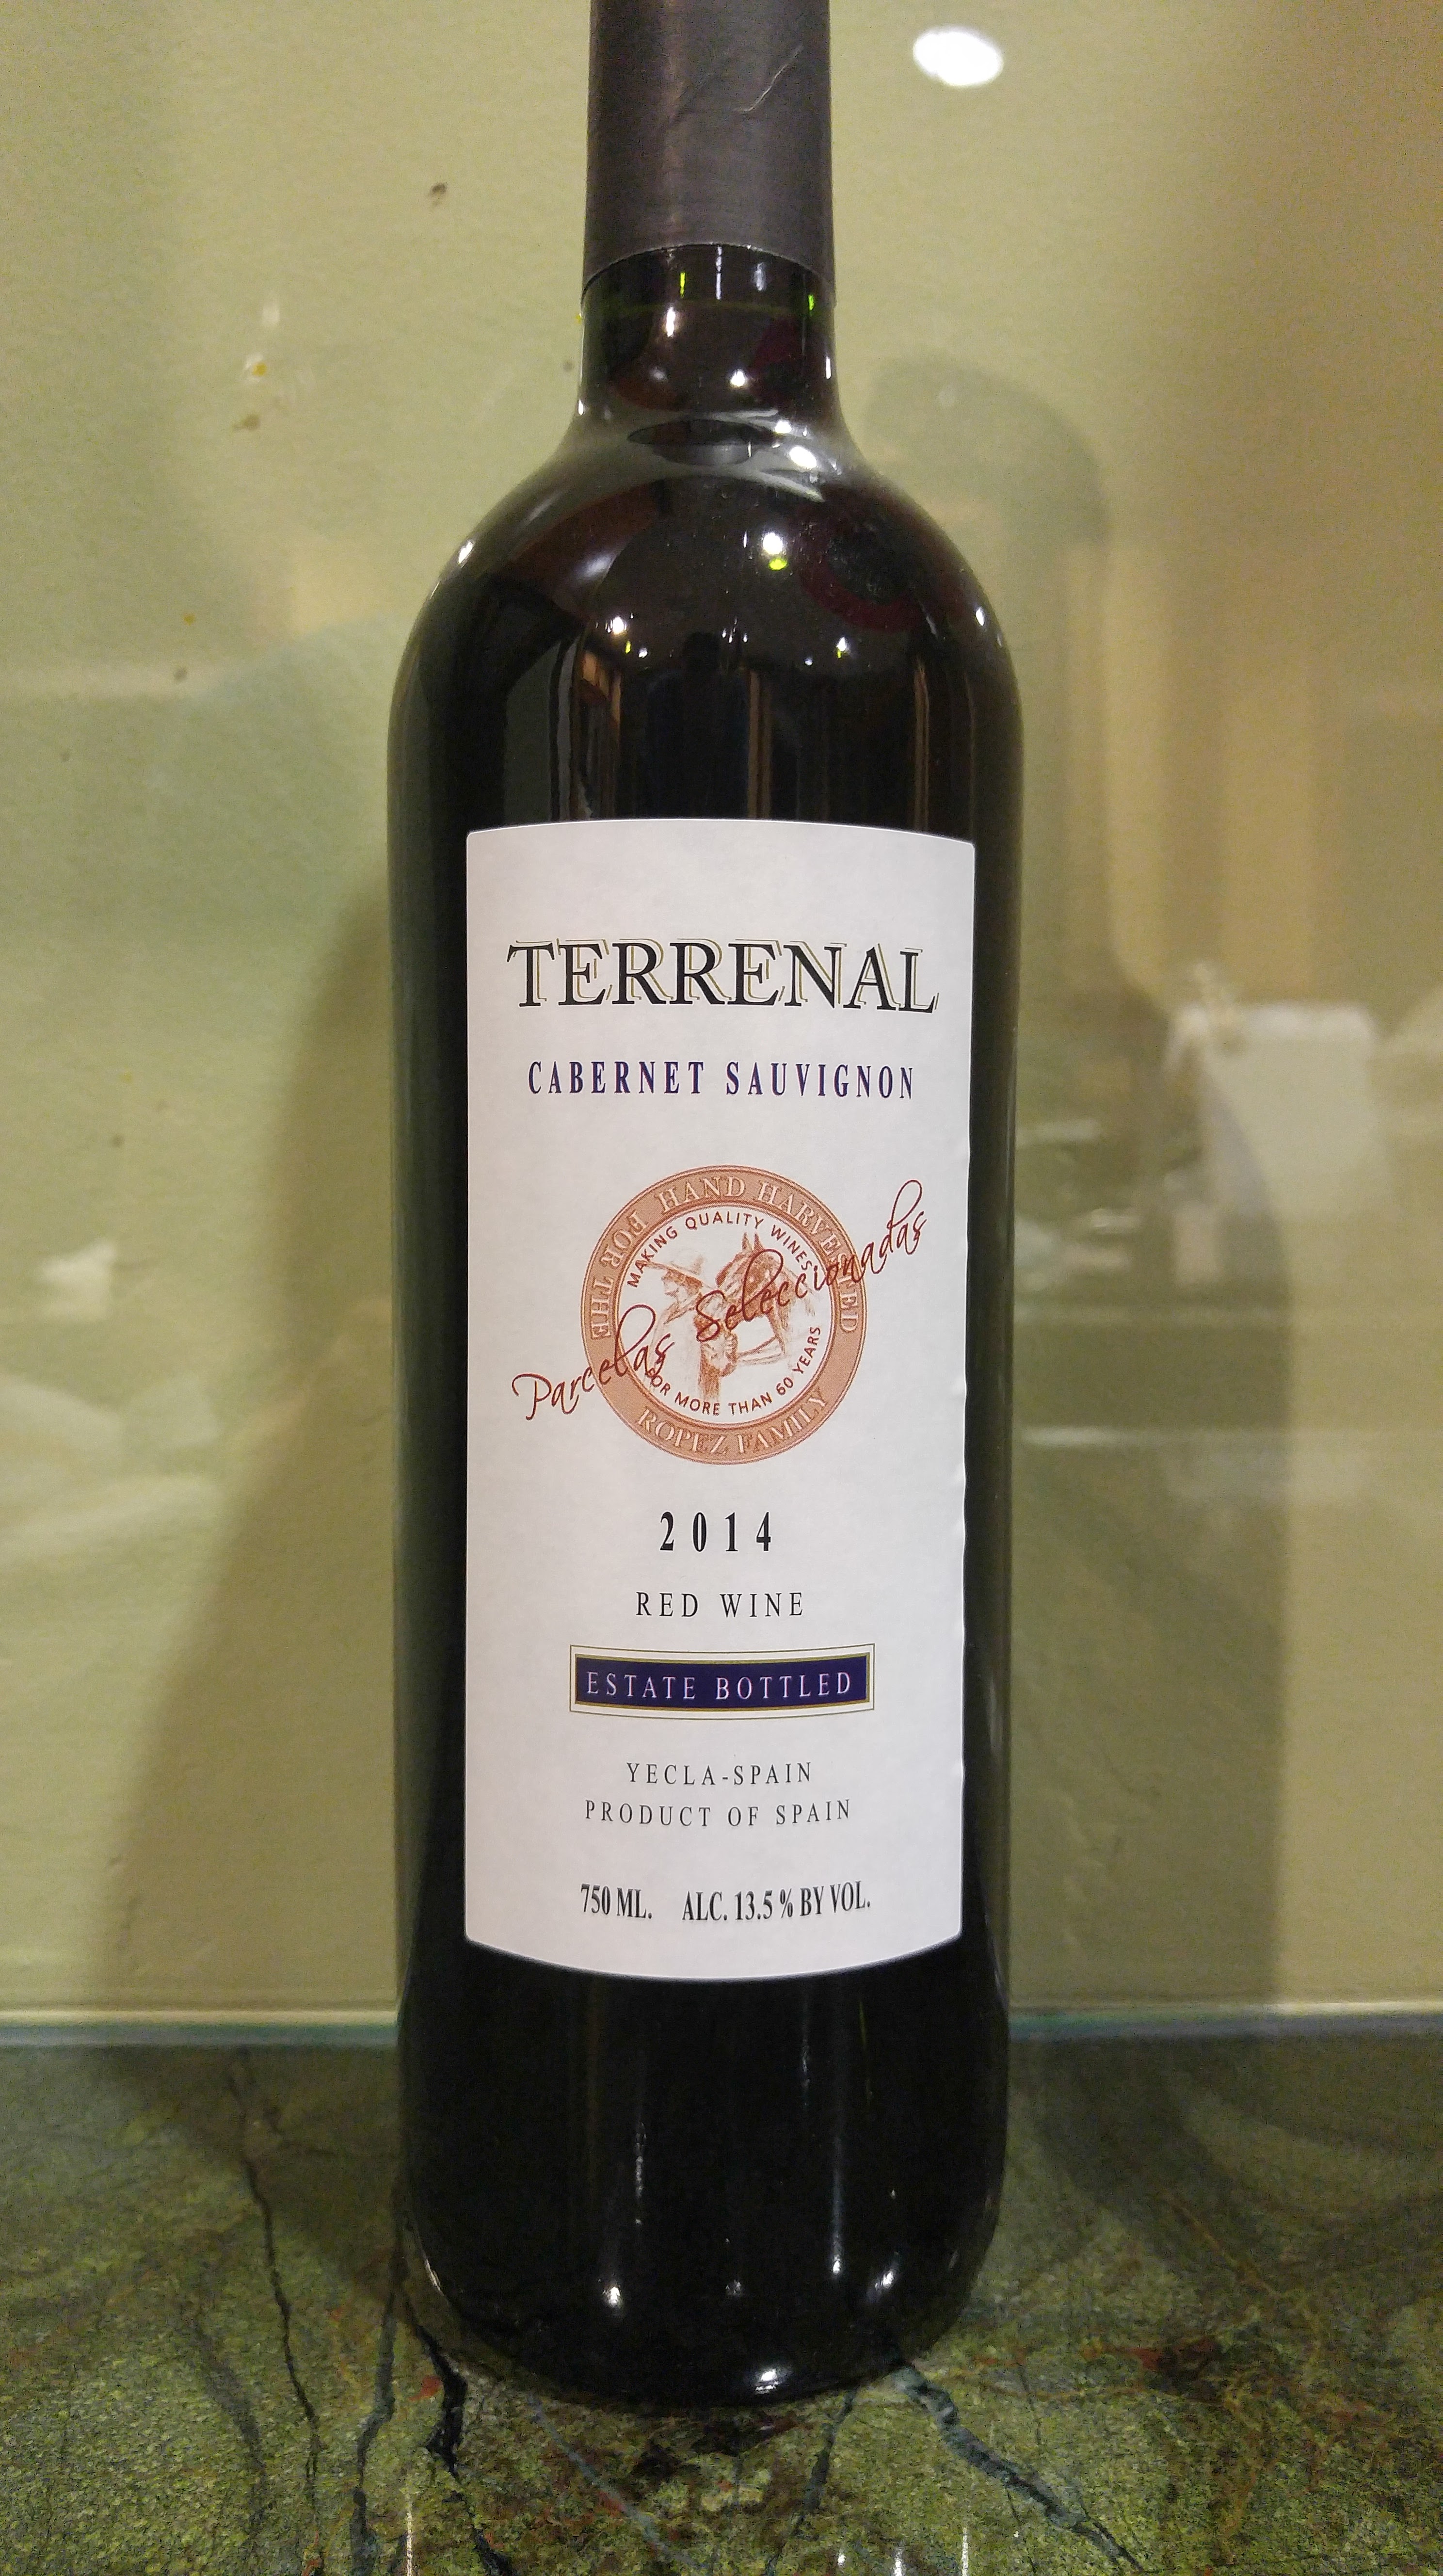 TERRENAL
CABERNET SAUVIGNON
HAND HARVESTED FOR THE
ROPEZ FAMILY
MAKING QUALITY WINES
FOR MORE THAN 60 YEARS
Parcelas Seleccionadas
2014
RED WINE
ESTATE BOTTLED
YECLA-SPAIN
PRODUCT OF SPAIN
750 ML. ALC. 13.5 % BY VOL.